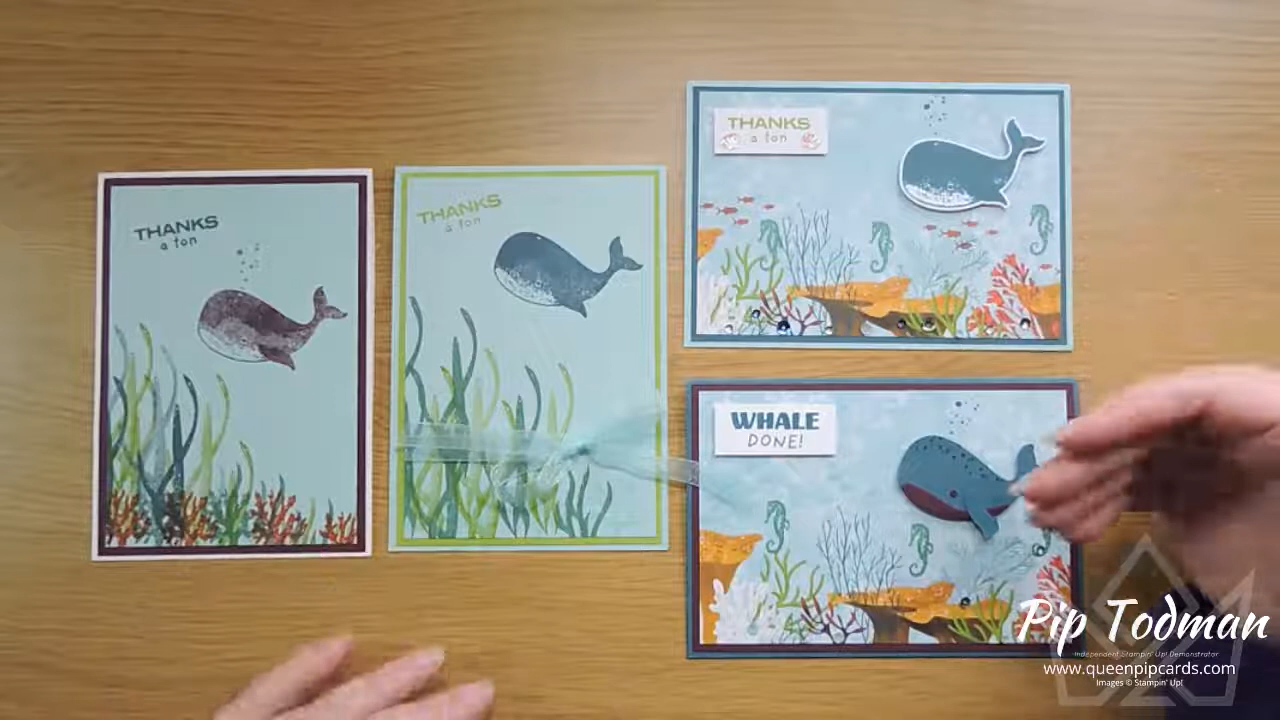 THANKS
a ton
THANKS
a ton
THANKS
a ton
WHALE
DONE!
Pip Todman
Independent Stampin' Up! Demonstrator
www.queenpipcards.com
Images © Stampin' Up!